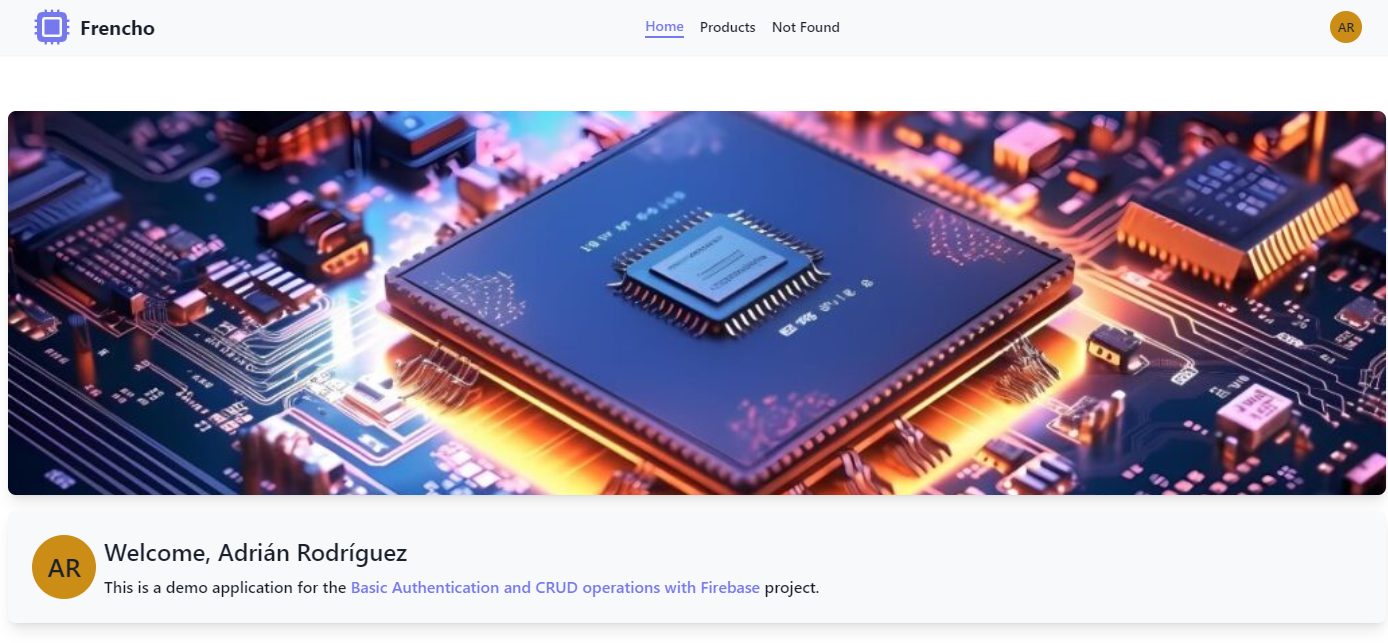 Frencho
Home
Products
Not Found
AR
AR
Welcome, Adrián Rodríguez
This is a demo application for the Basic Authentication and CRUD operations with Firebase project.